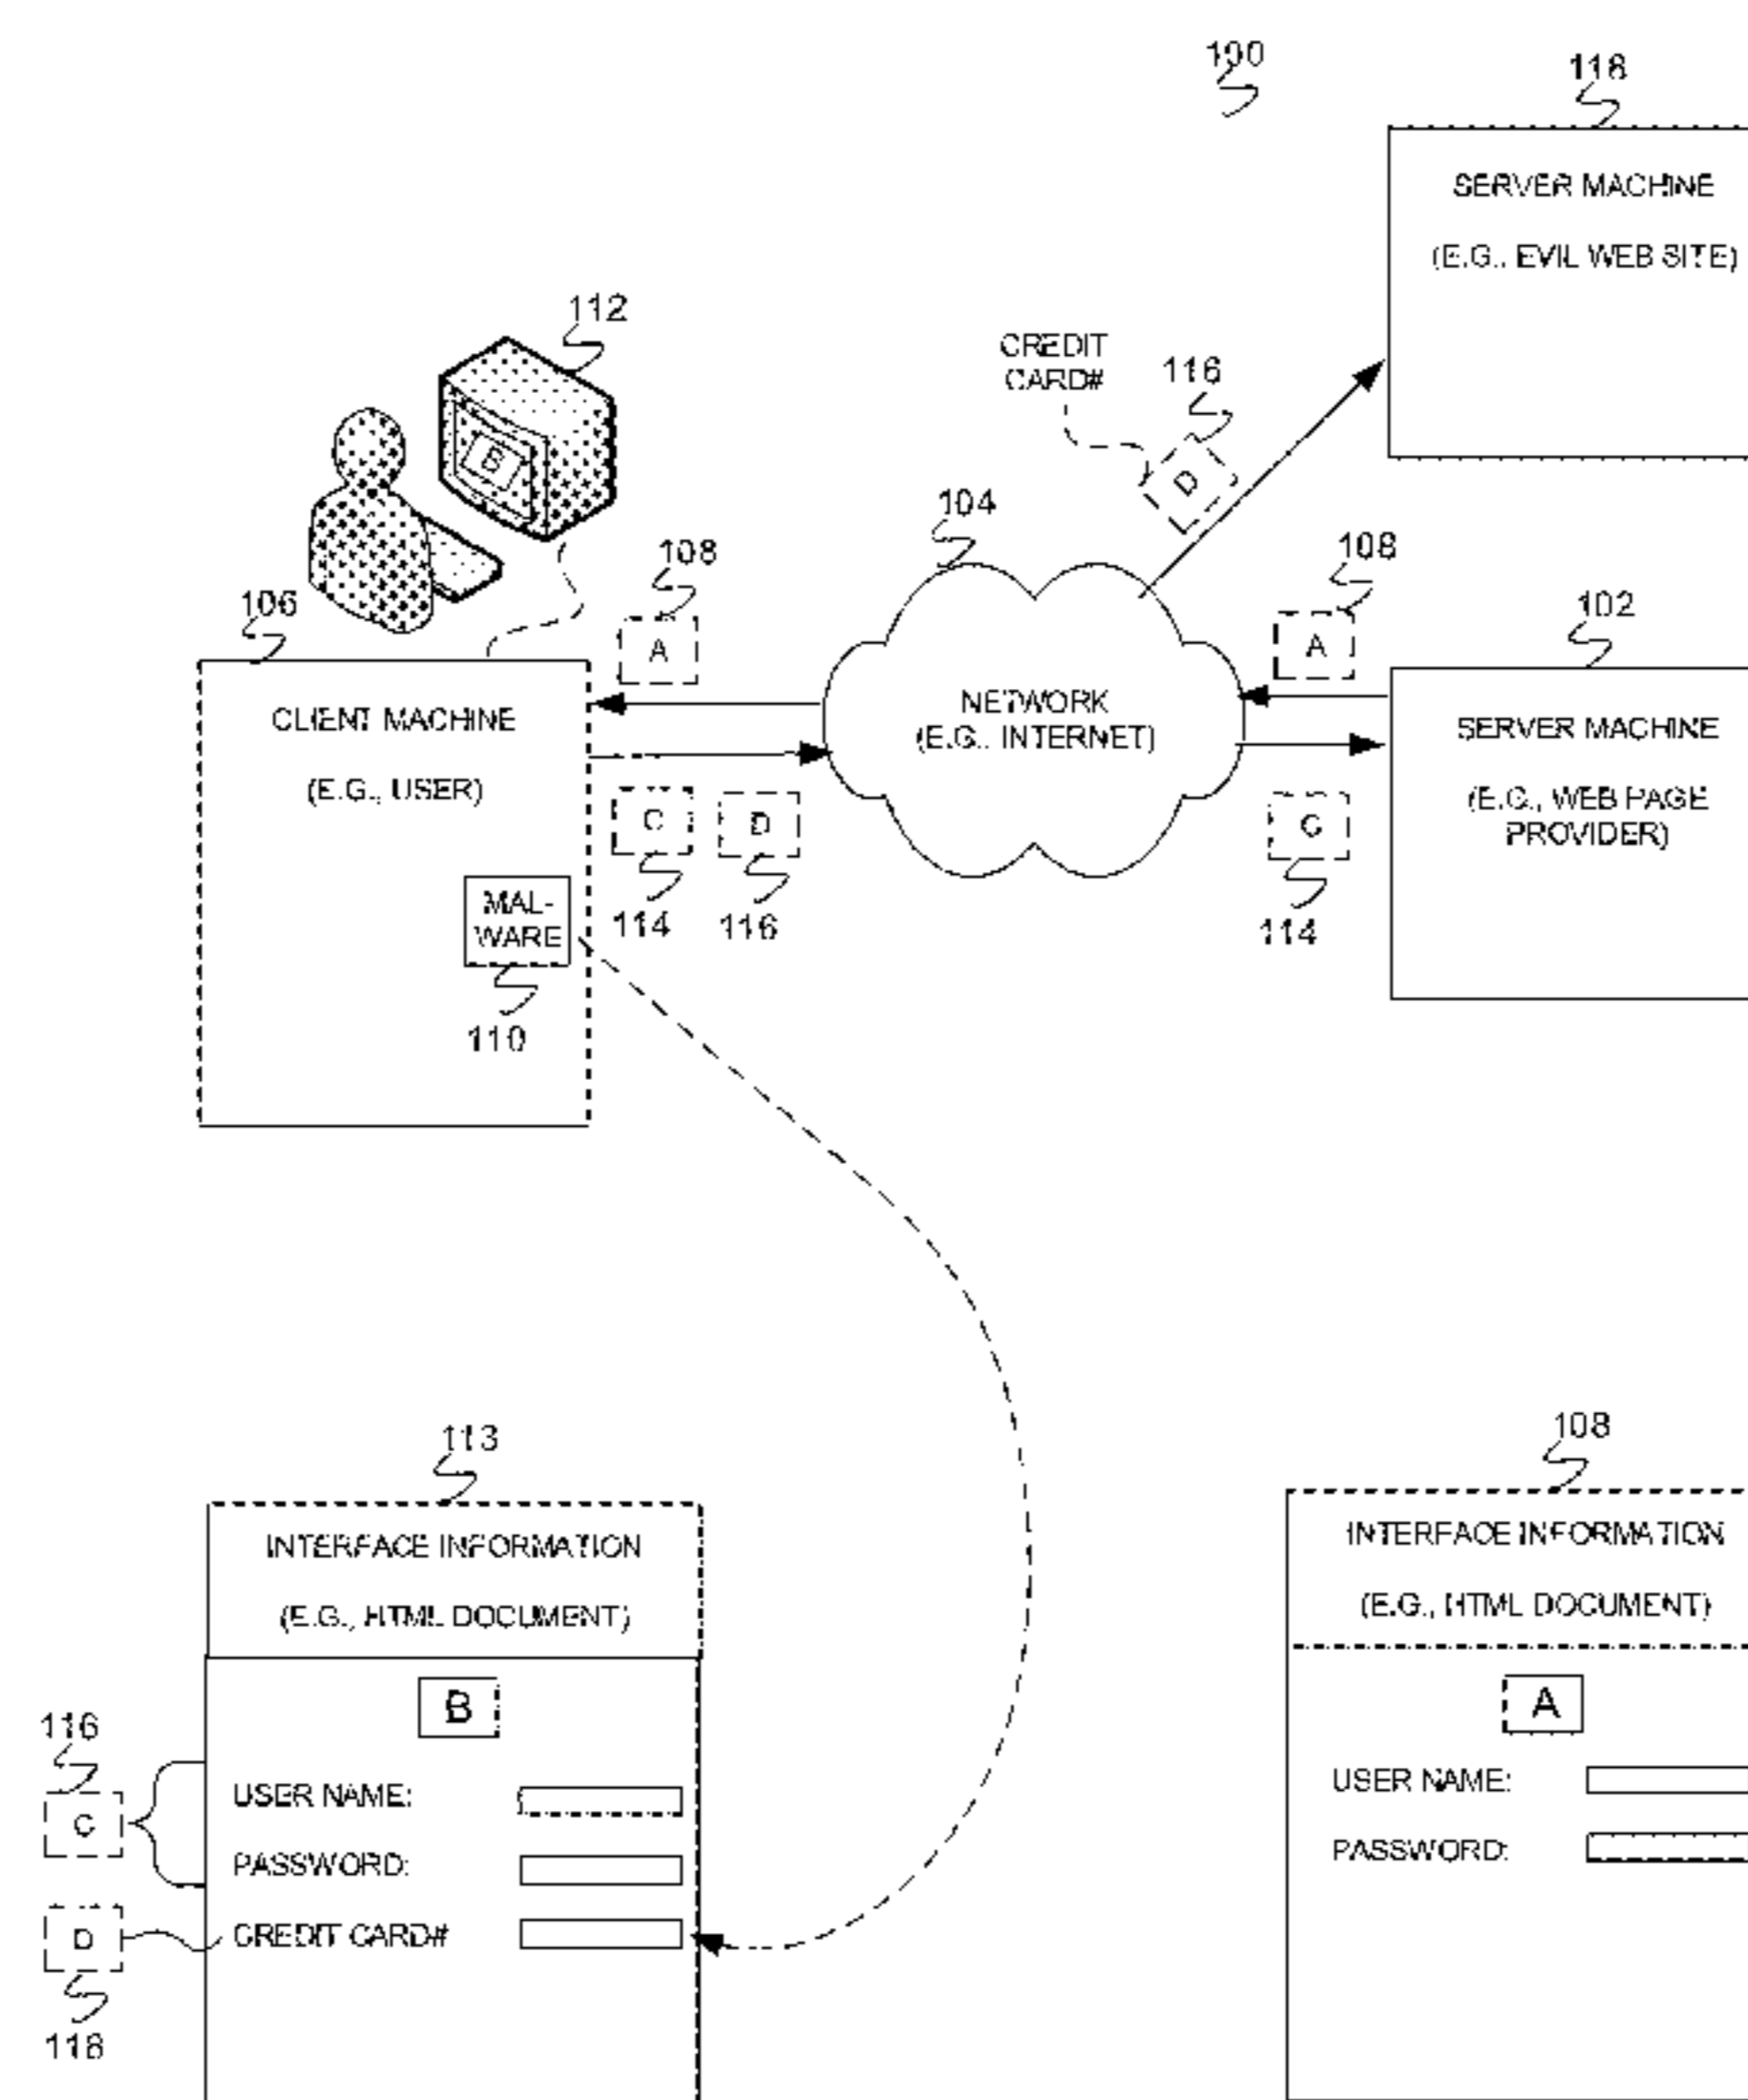 100
118
SERVER MACHINE
(E.G., EVIL WEB SITE)
112
B
CREDIT
CARD#
116
D
104
108
A
108
A
106
102
CLIENT MACHINE
(E.G., USER)
NETWORK
(E.G., INTERNET)
SERVER MACHINE
(E.G., WEB PAGE
PROVIDER)
C
D
C
114
116
114
MAL-
WARE
110
113
INTERFACE INFORMATION
(E.G., HTML DOCUMENT)
B
116
C
USER NAME:
PASSWORD:
D
CREDIT CARD#
118
108
INTERFACE INFORMATION
(E.G., HTML DOCUMENT)
A
USER NAME:
PASSWORD: